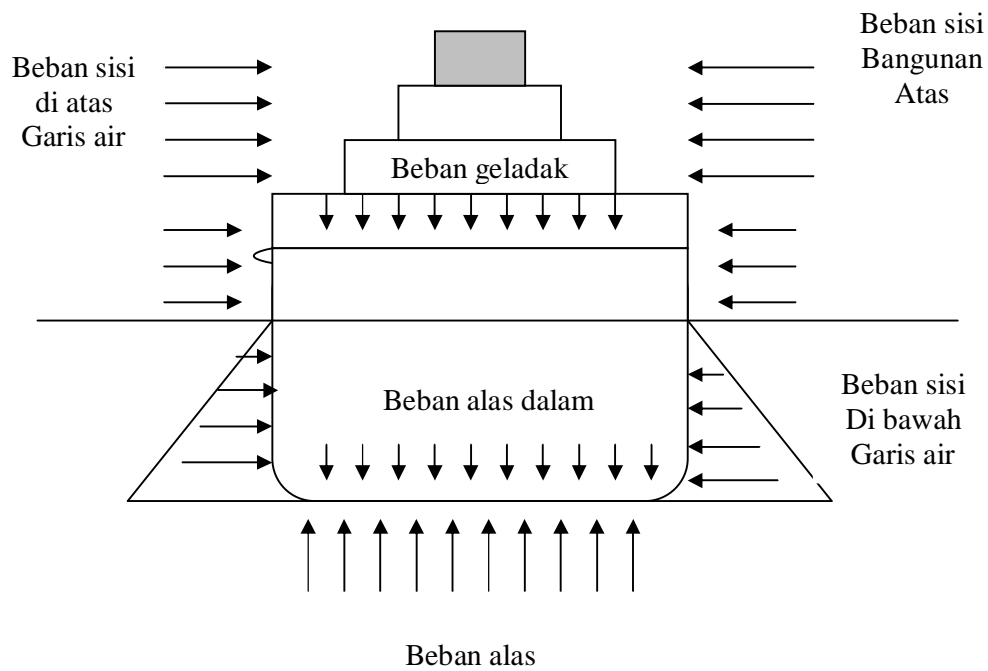 Beban sisi
di atas
Garis air
Beban sisi
Bangunan
Atas
Beban geladak
Beban alas dalam
Beban sisi
Di bawah
Garis air
Beban alas